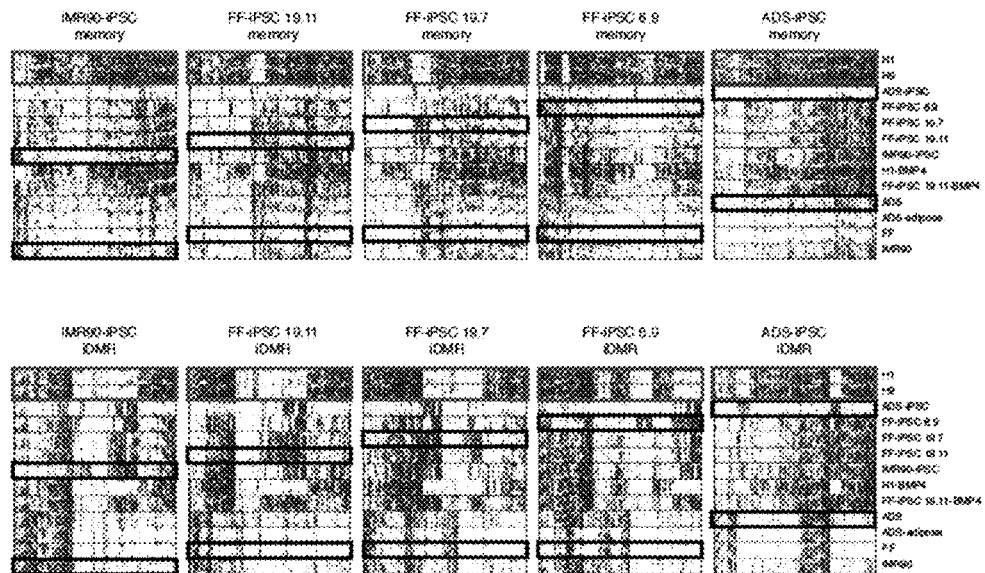 IMR90-iPSC memory
FF-iPSC 19.11 memory
FF-iPSC 19.7 memory
FF-iPSC 6.9 memory
ADS-iPSC memory
H1
H9
ADS-iPSC
FF-iPSC 6.9
FF-iPSC 19.7
FF-iPSC 19.11
IMR90-iPSC
H1-BMP4
FF-iPSC 19.11-BMP4
ADS
ADS-adipose
FF
IMR90
IMR90-iPSC iDMR
FF-iPSC 19.11 iDMR
FF-iPSC 19.7 iDMR
FF-iPSC 6.9 iDMR
ADS-iPSC iDMR
H1
H9
ADS-iPSC
FF-iPSC 6.9
FF-iPSC 19.7
FF-iPSC 19.11
IMR90-iPSC
H1-BMP4
FF-iPSC 19.11-BMP4
ADS
ADS-adipose
FF
IMR90